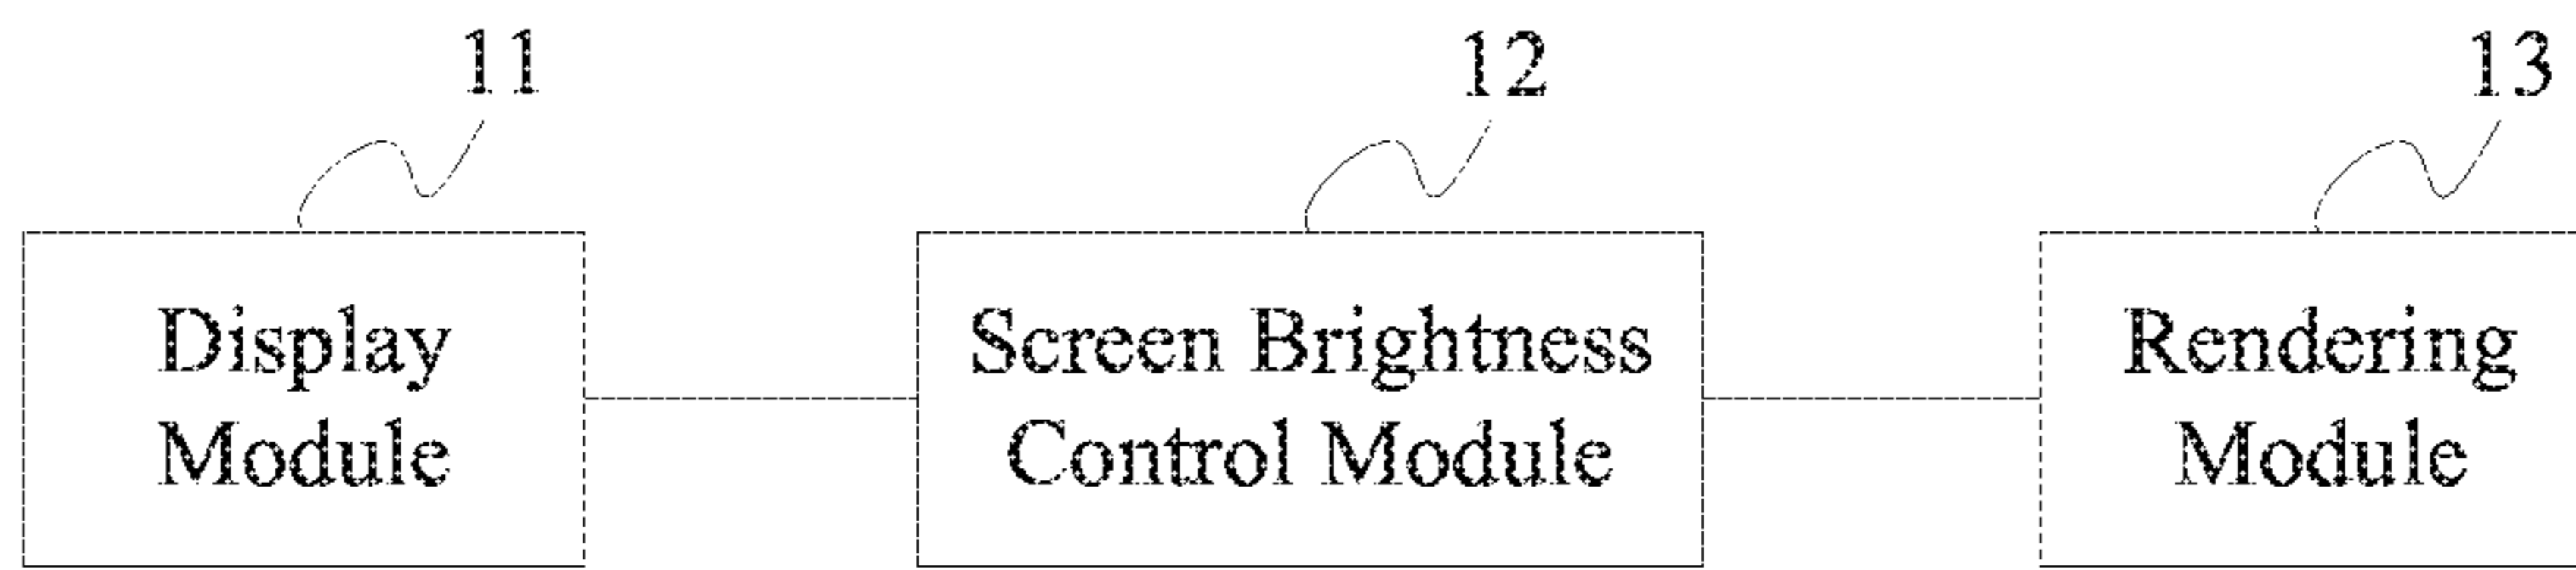 11
12
13
Display
Module
Screen Brightness
Control Module
Rendering
Module